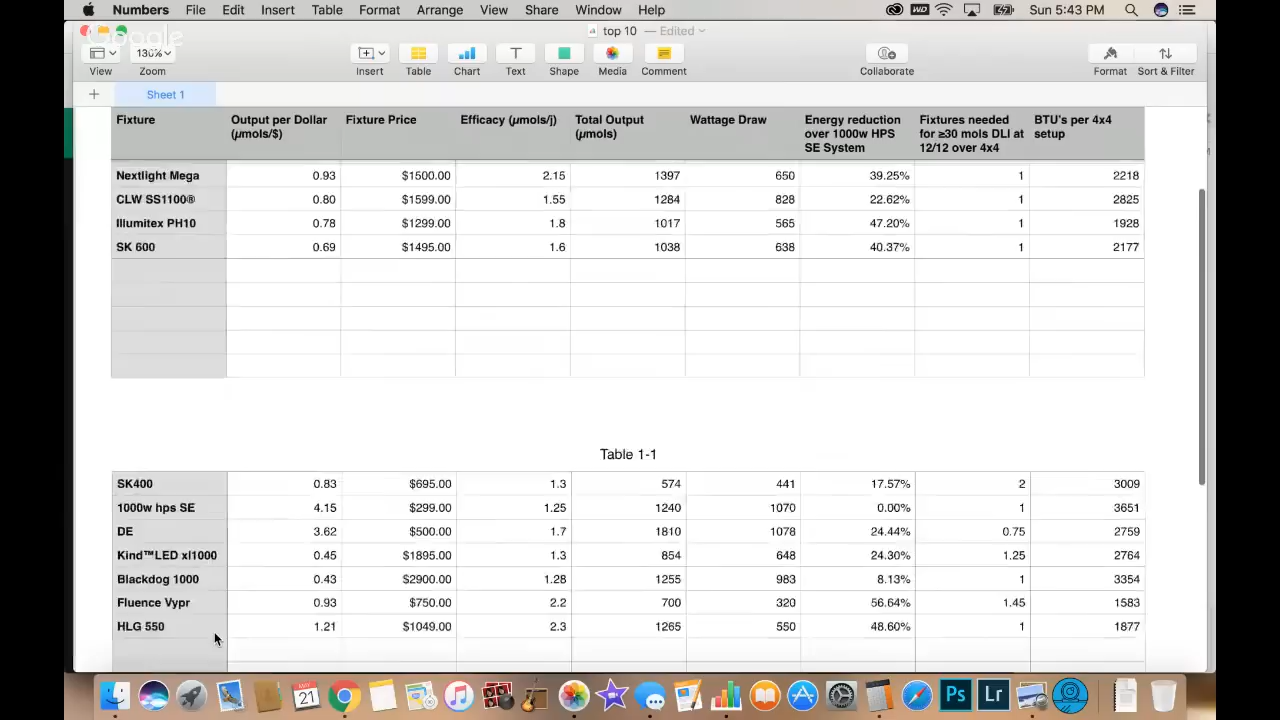 Numbers File Edit Insert Table Format Arrange View Share Window Help Sun 5:43 PM
Google
top 10 — Edited
130%
View Zoom Insert Table Chart Text Shape Media Comment Collaborate Format Sort & Filter
+ Sheet 1
Fixture Output per Dollar (µmols/$) Fixture Price Efficacy (µmols/j) Total Output (µmols) Wattage Draw Energy reduction over 1000w HPS SE System Fixtures needed for ≥30 mols DLI at 12/12 over 4x4 BTU's per 4x4 setup
Nextlight Mega 0.93 $1500.00 2.15 1397 650 39.25% 1 2218
CLW SS1100® 0.80 $1599.00 1.55 1284 828 22.62% 1 2825
Illumitex PH10 0.78 $1299.00 1.8 1017 565 47.20% 1 1928
SK 600 0.69 $1495.00 1.6 1038 638 40.37% 1 2177
Table 1-1
SK400 0.83 $695.00 1.3 574 441 17.57% 2 3009
1000w hps SE 4.15 $299.00 1.25 1240 1070 0.00% 1 3651
DE 3.62 $500.00 1.7 1810 1078 24.44% 0.75 2759
Kind™LED xl1000 0.45 $1895.00 1.3 854 648 24.30% 1.25 2764
Blackdog 1000 0.43 $2900.00 1.28 1255 983 8.13% 1 3354
Fluence Vypr 0.93 $750.00 2.2 700 320 56.64% 1.45 1583
HLG 550 1.21 $1049.00 2.3 1265 550 48.60% 1 1877
MAY
21
Ps Lr